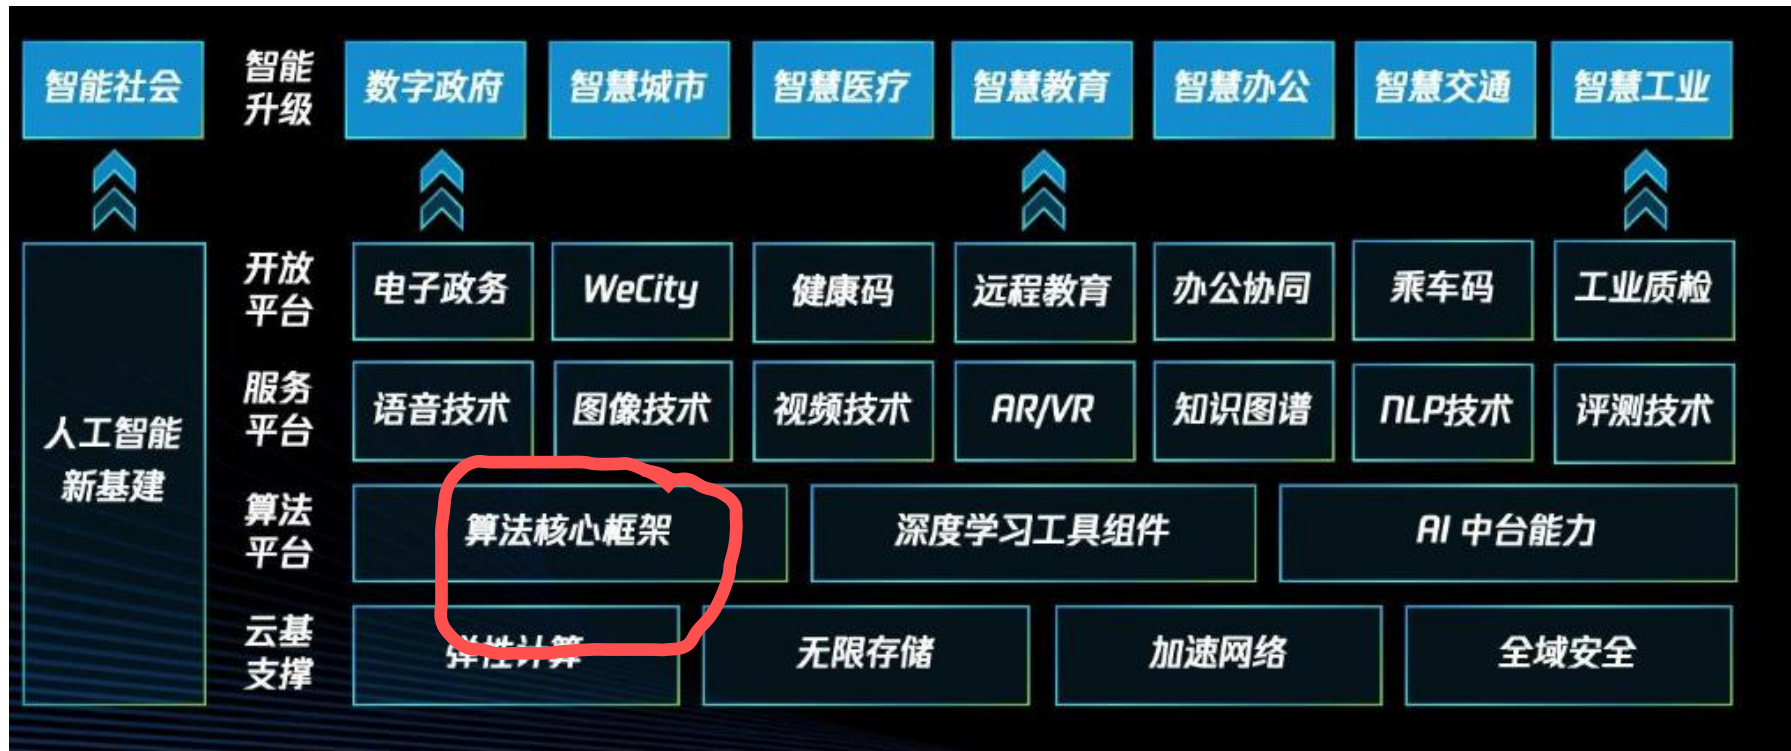 智能社会
智能
升级
数字政府
智慧城市
智慧医疗
智慧教育
智慧办公
智慧交通
智慧工业
人工智能
新基建
开放
平台
电子政务
WeCity
健康码
远程教育
办公协同
乘车码
工业质检
服务
平台
语音技术
图像技术
视频技术
AR/VR
知识图谱
NLP技术
评测技术
算法
平台
算法核心框架
深度学习工具组件
AI 中台能力
云基
支撑
弹性计算
无限存储
加速网络
全域安全